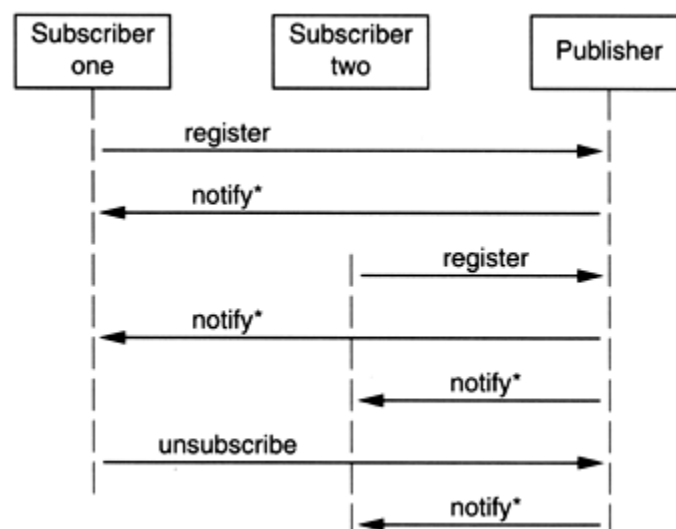 Subscriber
one
Subscriber
two
Publisher
register
notify*
register
notify*
notify*
unsubscribe
notify*